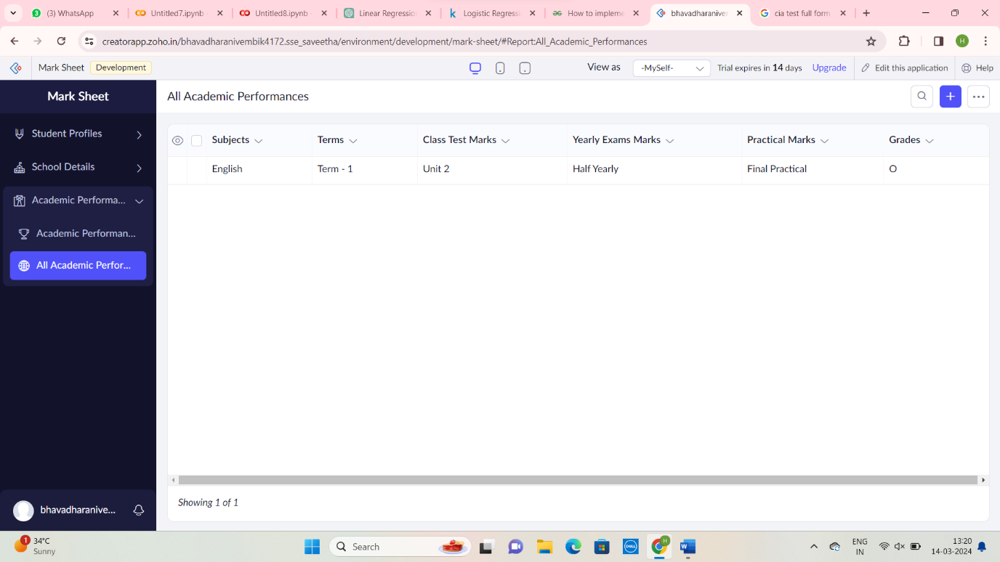 (3) WhatsApp
Untitled7.ipynb
Untitled8.ipynb
Linear Regressio
Logistic Regress
How to impleme
bhavadharanive
cia test full form
creatorapp.zoho.in/bhavadharanivembik4172.sse_saveetha/environment/development/mark-sheet/#Report:All_Academic_Performances
H
Mark Sheet Development
View as -MySelf- Trial expires in 14 days Upgrade Edit this application Help
Mark Sheet
All Academic Performances
Student Profiles
School Details
Academic Performa...
Academic Performan...
All Academic Perfor...
Subjects Terms Class Test Marks Yearly Exams Marks Practical Marks Grades
English Term - 1 Unit 2 Half Yearly Final Practical O
Showing 1 of 1
bhavadharanive...
1
34°C
Sunny
Search
DELL
H
W
ENG
IN
13:20
14-03-2024